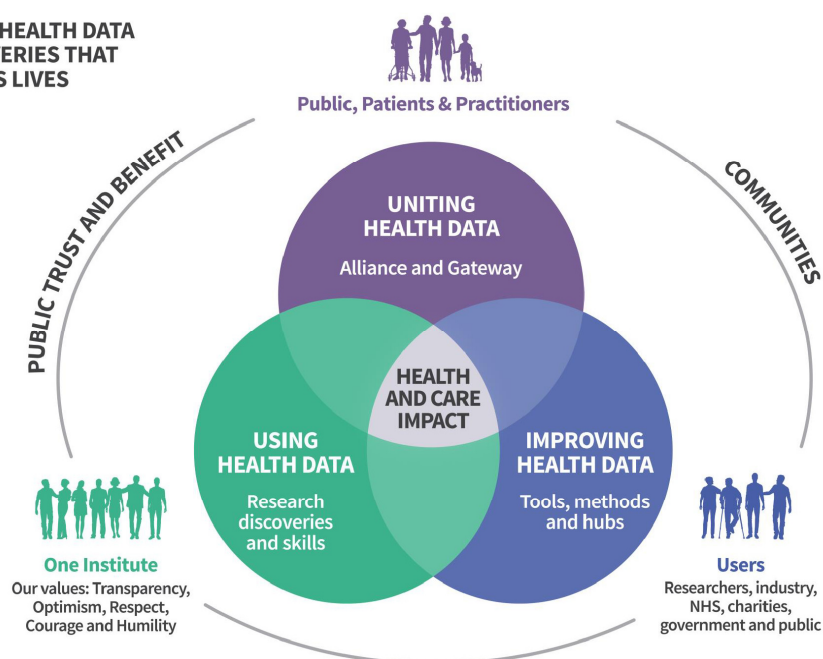 HEALTH DATA
ERIES THAT
S LIVES
Public, Patients & Practitioners
PUBLIC TRUST AND BENEFIT
COMMUNITIES
UNITING
HEALTH DATA
Alliance and Gateway
HEALTH
AND CARE
IMPACT
USING
HEALTH DATA
Research
discoveries
and skills
IMPROVING
HEALTH DATA
Tools, methods
and hubs
One Institute
Our values: Transparency,
Optimism, Respect,
Courage and Humility
Users
Researchers, industry,
NHS, charities,
government and public